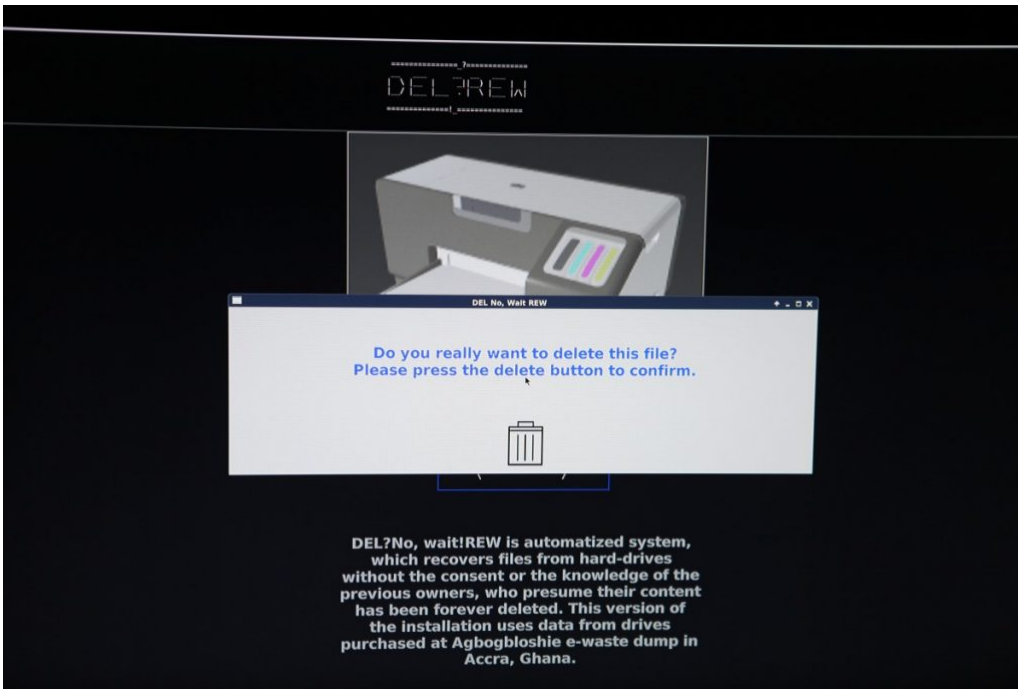 ===============_?==============
DEL?REW
===============!_===============
DEL No, Wait REW
Do you really want to delete this file?
Please press the delete button to confirm.
DEL?No, wait!REW is automatized system,
which recovers files from hard-drives
without the consent or the knowledge of the
previous owners, who presume their content
has been forever deleted. This version of
the installation uses data from drives
purchased at Agbogbloshie e-waste dump in
Accra, Ghana.